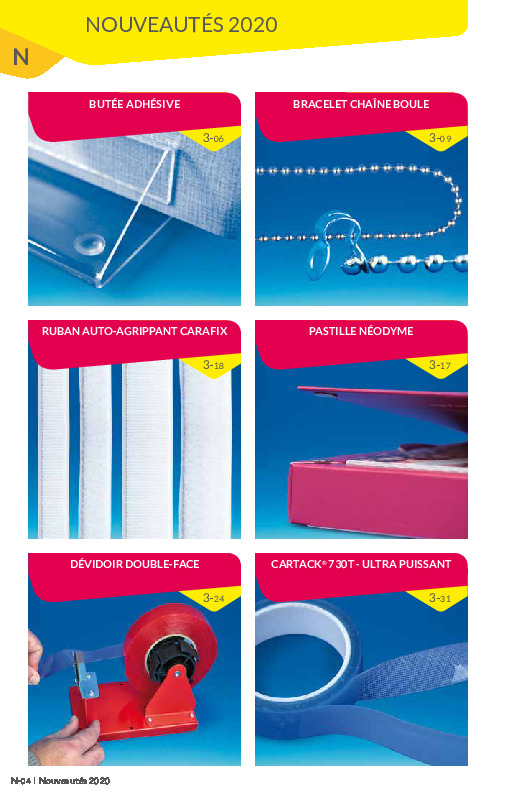 NOUVEAUTÉS 2020
N
BUTÉE ADHÉSIVE
3-06
BRACELET CHAÎNE BOULE
3-09
RUBAN AUTO-AGRIPPANT CARAFIX
3-18
PASTILLE NÉODYME
3-17
DÉVIDOIR DOUBLE-FACE
3-24
CARTACK® 730T - ULTRA PUISSANT
3-31
N-04 | Nouveautés 2020